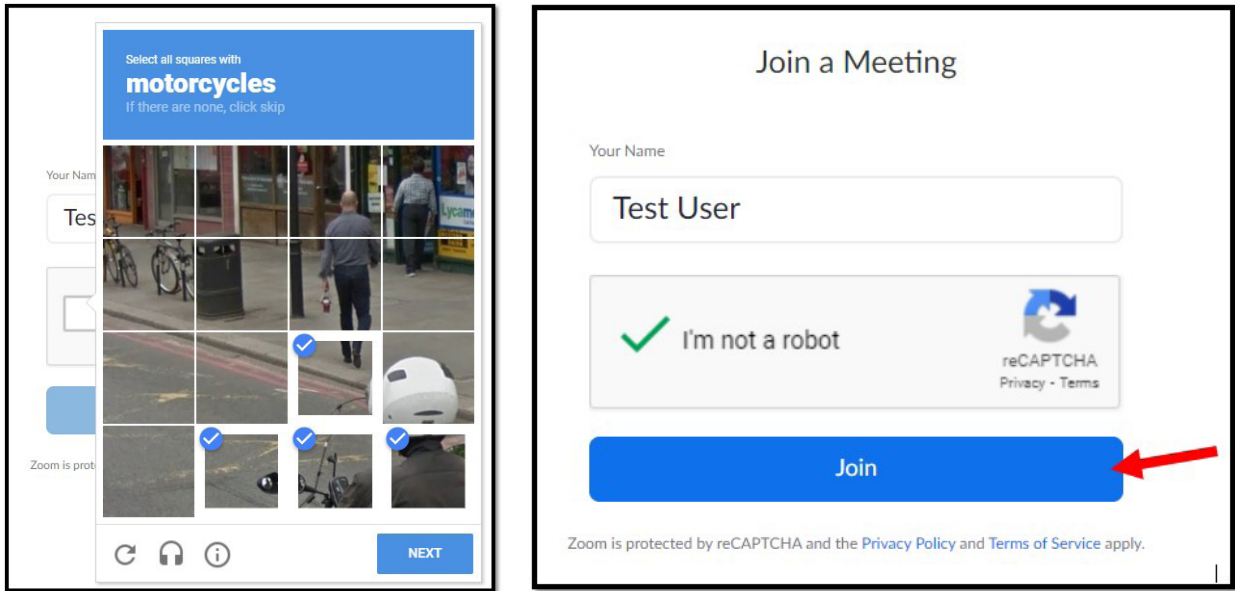 Select all squares with
motorcycles
If there are none, click skip
Your Nam
Tes
Lycam
Zoom is prot
NEXT
Join a Meeting
Your Name
Test User
I'm not a robot
reCAPTCHA
Privacy - Terms
Join
Zoom is protected by reCAPTCHA and the Privacy Policy and Terms of Service apply.